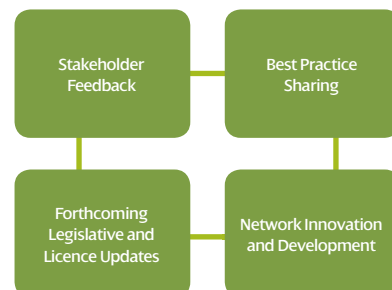 Stakeholder
Feedback
Best Practice
Sharing
Forthcoming
Legislative and
Licence Updates
Network Innovation
and Development